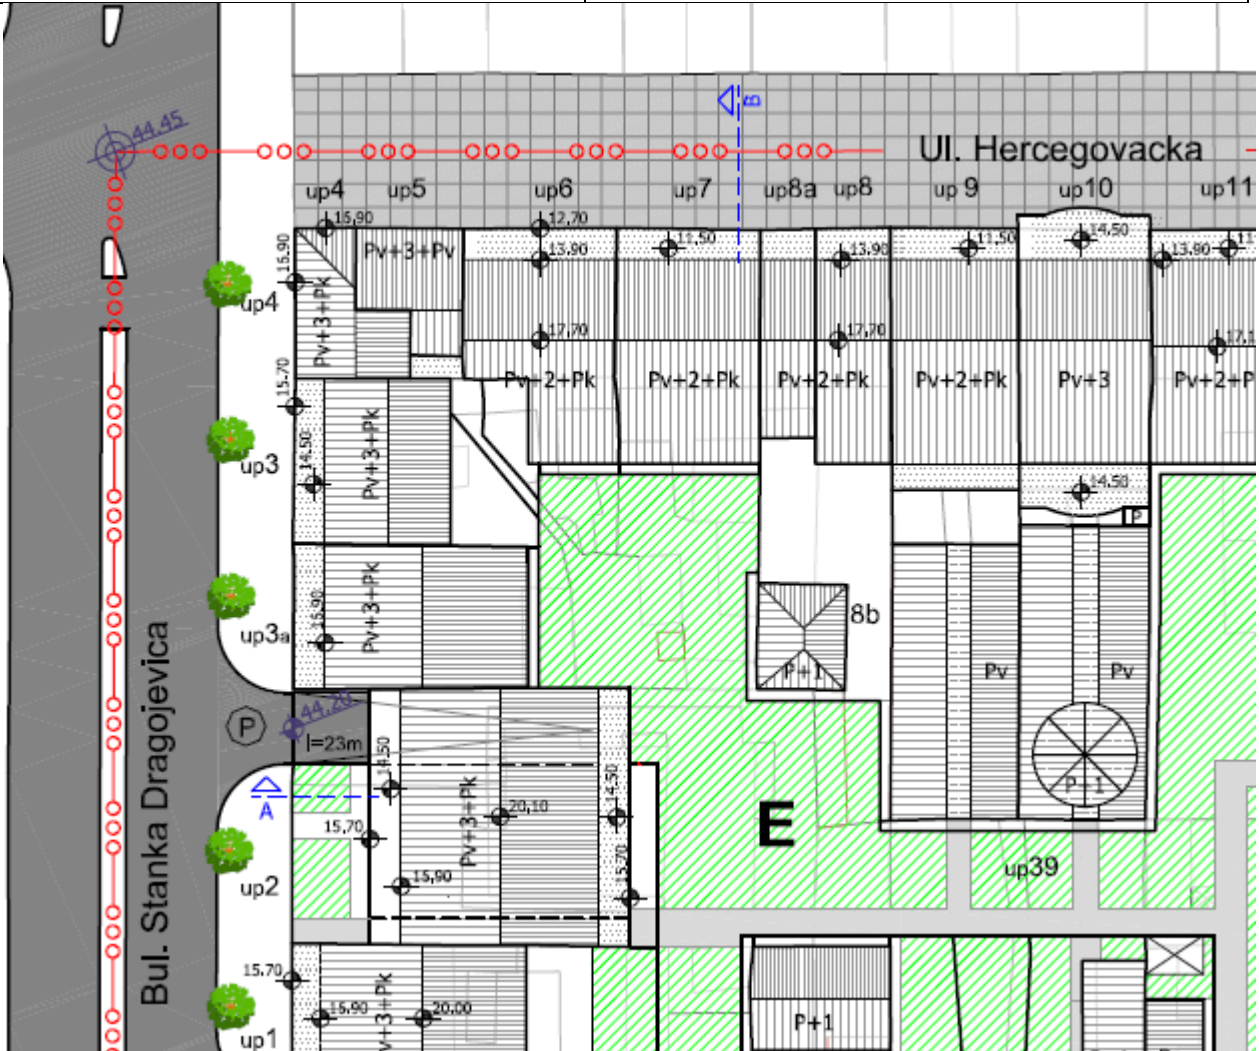 44.45
B
Ul. Hercegovacka
up4
up5
up6
up7
up8a
up8
up 9
up10
up11
15,90
12,70
11,50
13,90
11,50
14,50
13,90
11
15.90
Pv+3+Pv
13,90
up4
Pv+3+Pk
17,70
17,70
17,1
15.70
Pv+2+Pk
Pv+2+Pk
Pv+2+Pk
Pv+2+Pk
Pv+3
Pv+2+P
up3
14.50
Pv+3+Pk
14,50
P
15,90
Pv+3+Pk
up3a
8b
P+1
Pv
Pv
44.20
P
l=23m
14,50
14,50
P+1
A
20,10
E
15,70
Pv+3+Pk
15,70
15,90
up2
up39
Bul. Stanka Dragojevica
15.70
15,90
20.00
v+3+Pk
P+1
up1